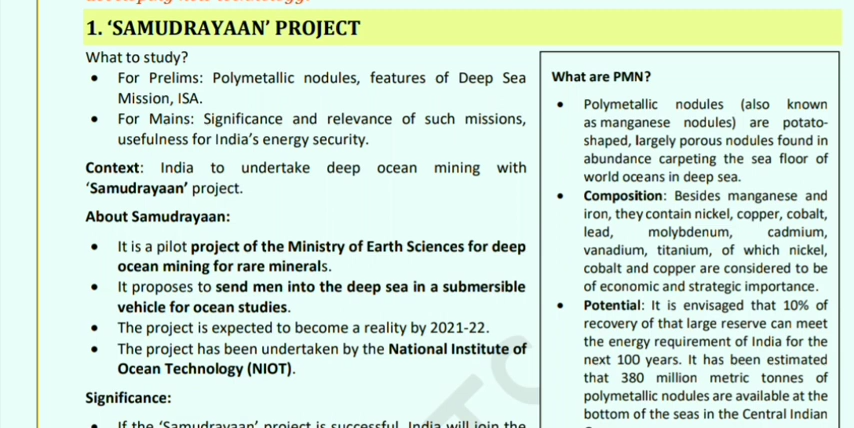 1. ‘SAMUDRAYAAN’ PROJECT
What to study?
• For Prelims: Polymetallic nodules, features of Deep Sea
Mission, ISA.
• For Mains: Significance and relevance of such missions,
usefulness for India’s energy security.
Context: India to undertake deep ocean mining with
‘Samudrayaan’ project.
About Samudrayaan:
• It is a pilot project of the Ministry of Earth Sciences for deep
ocean mining for rare minerals.
• It proposes to send men into the deep sea in a submersible
vehicle for ocean studies.
• The project is expected to become a reality by 2021-22.
• The project has been undertaken by the National Institute of
Ocean Technology (NIOT).
Significance:
• If the ‘Samudrayaan’ project is successful, India will join the
What are PMN?
• Polymetallic nodules (also known
as manganese nodules) are potato-
shaped, largely porous nodules found in
abundance carpeting the sea floor of
world oceans in deep sea.
• Composition: Besides manganese and
iron, they contain nickel, copper, cobalt,
lead, molybdenum, cadmium,
vanadium, titanium, of which nickel,
cobalt and copper are considered to be
of economic and strategic importance.
• Potential: It is envisaged that 10% of
recovery of that large reserve can meet
the energy requirement of India for the
next 100 years. It has been estimated
that 380 million metric tonnes of
polymetallic nodules are available at the
bottom of the seas in the Central Indian